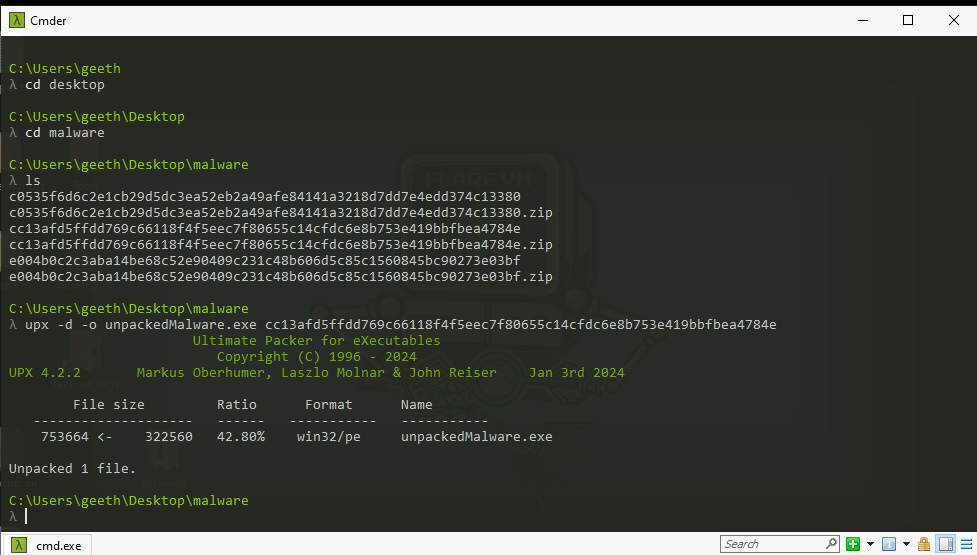 Cmder
C:\Users\geeth
λ cd desktop
C:\Users\geeth\Desktop
λ cd malware
C:\Users\geeth\Desktop\malware
λ ls
c0535f6d6c2e1cb29d5dc3ea52eb2a49afe84141a3218d7dd7e4edd374c13380
c0535f6d6c2e1cb29d5dc3ea52eb2a49afe84141a3218d7dd7e4edd374c13380.zip
cc13afd5ffdd769c66118f4f5eec7f80655c14cfdc6e8b753e419bbfbea4784e
cc13afd5ffdd769c66118f4f5eec7f80655c14cfdc6e8b753e419bbfbea4784e.zip
e004b0c2c3aba14be68c52e90409c231c48b606d5c85c1560845bc90273e03bf
e004b0c2c3aba14be68c52e90409c231c48b606d5c85c1560845bc90273e03bf.zip
C:\Users\geeth\Desktop\malware
λ upx -d -o unpackedMalware.exe cc13afd5ffdd769c66118f4f5eec7f80655c14cfdc6e8b753e419bbfbea4784e
Ultimate Packer for eXecutables
Copyright (C) 1996 - 2024
UPX 4.2.2 Markus Oberhumer, Laszlo Molnar & John Reiser Jan 3rd 2024
File size Ratio Format Name
-------------------- ------ ----------- -----------
753664 <- 322560 42.80% win32/pe unpackedMalware.exe
Unpacked 1 file.
C:\Users\geeth\Desktop\malware
λ
cmd.exe
Search